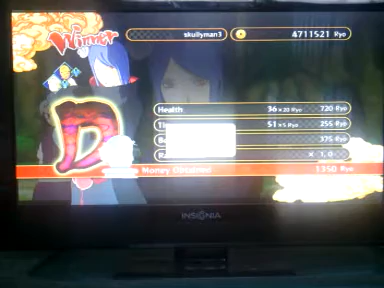 Winner
skullyman3
4711521 Ryo
Health 36 x 20 Ryo 720 Ryo
51 x 5 Ryo 255 Ryo
375 Ryo
x 1.0
D
Money Obtained 1350 Ryo
INSIGNIA